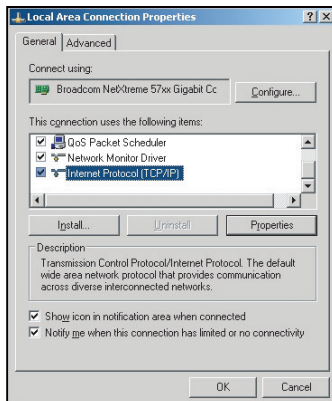 Local Area Connection Properties
General Advanced
Connect using:
Broadcom NetXtreme 57xx Gigabit Cc
Configure...
This connection uses the following items:
QoS Packet Scheduler
Network Monitor Driver
Internet Protocol (TCP/IP)
Install... Uninstall Properties
Description
Transmission Control Protocol/Internet Protocol. The default
wide area network protocol that provides communication
across diverse interconnected networks.
Show icon in notification area when connected
Notify me when this connection has limited or no connectivity
OK Cancel